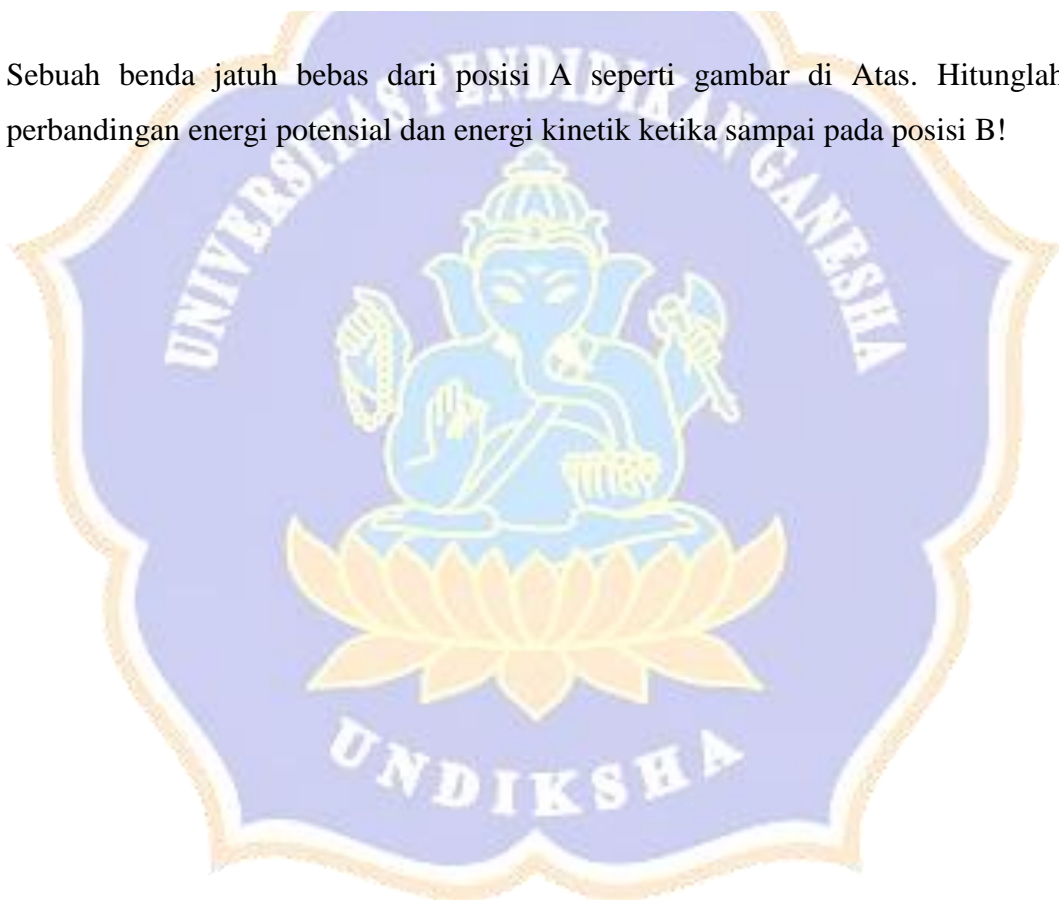 Sebuah benda jatuh bebas dari posisi A seperti gambar di Atas. Hitunglah
perbandingan energi potensial dan energi kinetik ketika sampai pada posisi B!
UNIVERSITAS PENDIDIKAN GANESHA
UNDIKSHA